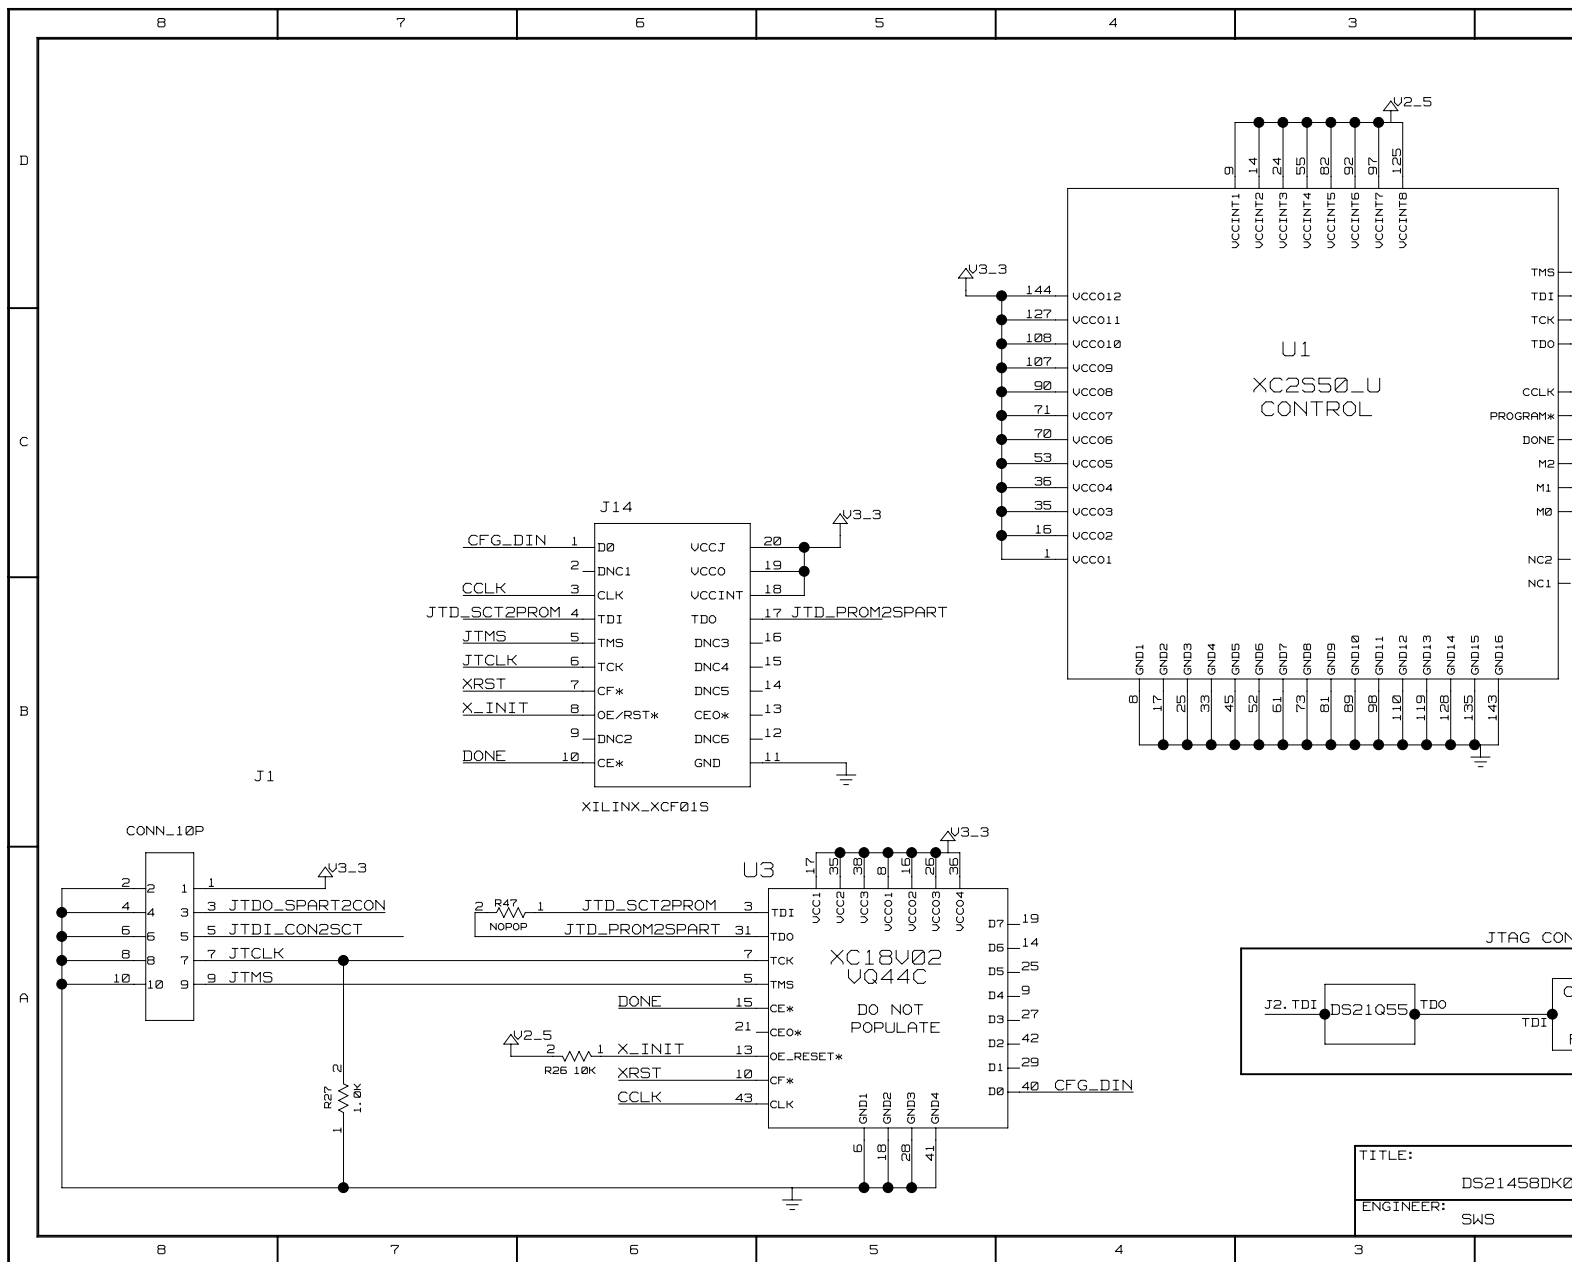 8 7 6 5 4 3
D
C
B
A
V2_5
9 14 24 55 82 92 97 125
VCCINT1 VCCINT2 VCCINT3 VCCINT4 VCCINT5 VCCINT6 VCCINT7 VCCINT8
V3_3
144 VCCO12
127 VCCO11
108 VCCO10
107 VCCO9
90 VCCO8
71 VCCO7
70 VCCO6
53 VCCO5
36 VCCO4
35 VCCO3
16 VCCO2
1 VCCO1
U1
XC2S50_U
CONTROL
TMS
TDI
TCK
TDO
CCLK
PROGRAM*
DONE
M2
M1
M0
NC2
NC1
GND1 GND2 GND3 GND4 GND5 GND6 GND7 GND8 GND9 GND10 GND11 GND12 GND13 GND14 GND15 GND16
8 17 25 33 45 52 61 73 81 89 98 110 119 128 135 143
J14
V3_3
CFG_DIN 1 D0 VCCJ 20
2 DNC1 VCCO 19
CCLK 3 CLK VCCINT 18
JTD_SCT2PROM 4 TDI TDO 17 JTD_PROM2SPART
JTMS 5 TMS DNC3 16
JTCLK 6 TCK DNC4 15
XRST 7 CF* DNC5 14
X_INIT 8 OE/RST* CEO* 13
9 DNC2 DNC6 12
DONE 10 CE* GND 11
XILINX_XCF01S
J1
CONN_10P
V3_3
2 2 1 1
4 4 3 3 JTDO_SPART2CON
6 6 5 5 JTDI_CON2SCT
8 8 7 7 JTCLK
10 10 9 9 JTMS
2
R27
1.0K
1
U3
V3_3
17 35 38 8 16 26 36
VCC1 VCC2 VCC3 VCCO1 VCCO2 VCCO3 VCCO4
2 R47 1 JTD_SCT2PROM 3 TDI
NOPOP
JTD_PROM2SPART 31 TDO
7 TCK
5 TMS
DONE 15 CE*
21 CEO*
V2_5
2 1 X_INIT 13 OE_RESET*
R26 10K
XRST 10 CF*
CCLK 43 CLK
XC18V02
VQ44C
DO NOT
POPULATE
D7 19
D6 14
D5 25
D4 9
D3 27
D2 42
D1 29
D0 40 CFG_DIN
GND1 GND2 GND3 GND4
6 18 28 41
JTAG CON
J2.TDI DS21Q55 TDO
TDI
TITLE:
DS21458DK0
ENGINEER:
SWS
8 7 6 5 4 3